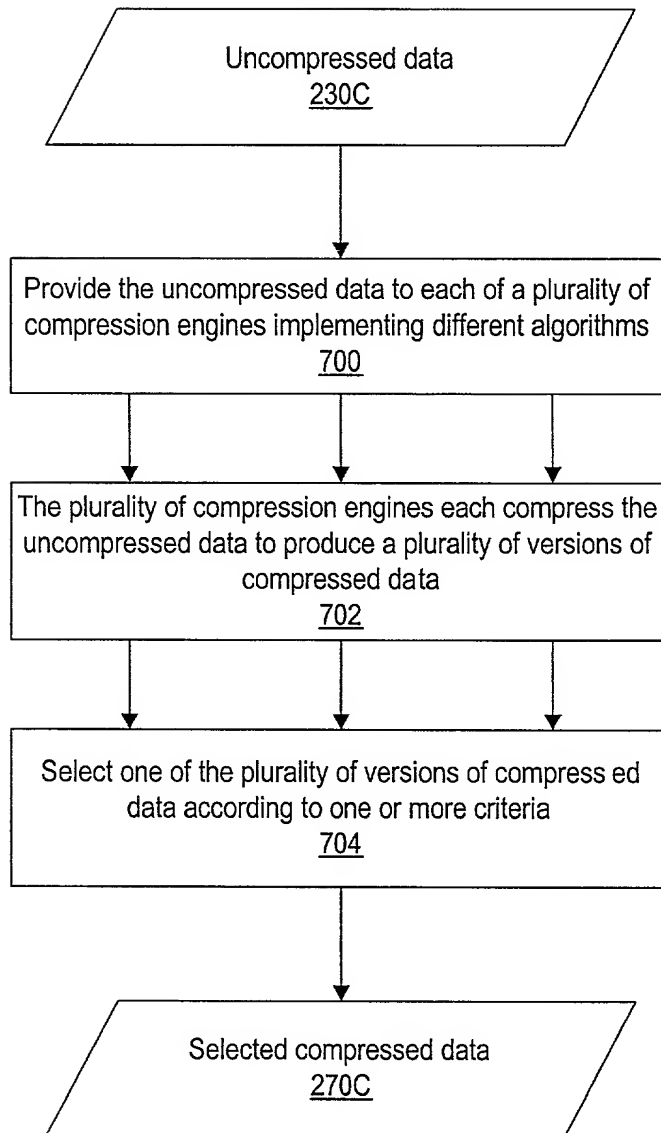 Uncompressed data
230C
Provide the uncompressed data to each of a plurality of
compression engines implementing different algorithms
700
The plurality of compression engines each compress the
uncompressed data to produce a plurality of versions of
compressed data
702
Select one of the plurality of versions of compress ed
data according to one or more criteria
704
Selected compressed data
270C